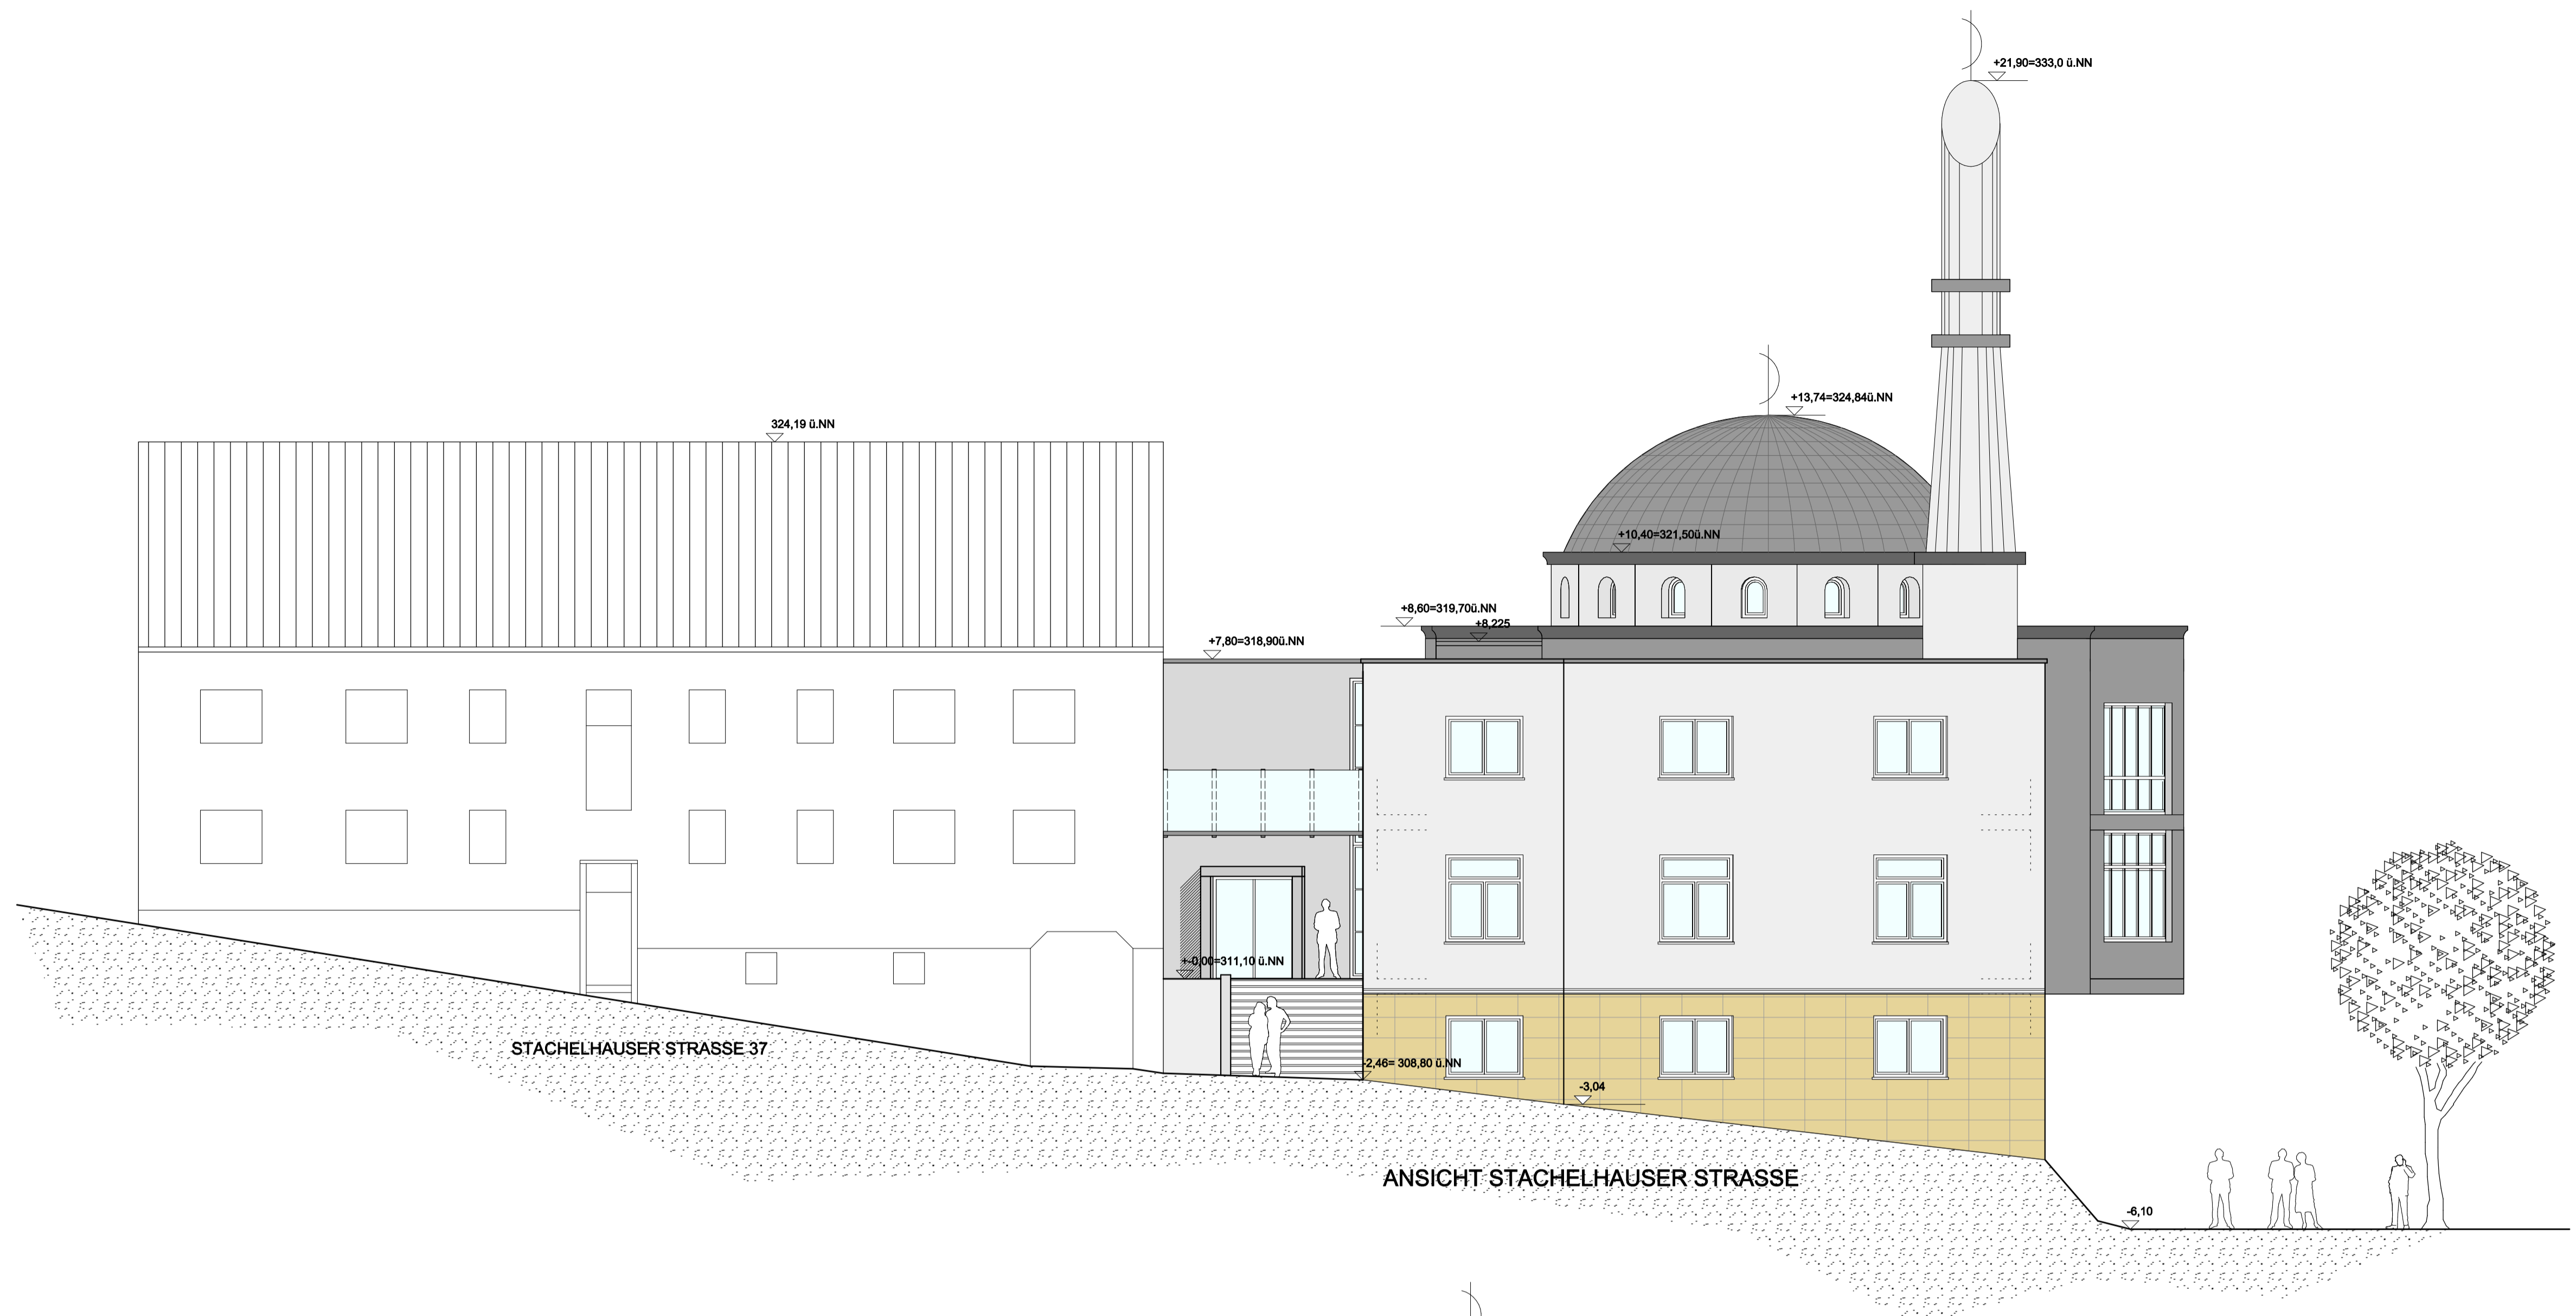 +21,90=333,0 ü.NN
+13,74=324,84ü.NN
324,19 ü.NN
+10,40=321,50ü.NN
+8,60=319,70ü.NN
+8,225
+7,80=318,90ü.NN
+-0,00=311,10 ü.NN
STACHELHAUSER STRASSE 37
-2,46= 308,80 ü.NN
-3,04
ANSICHT STACHELHAUSER STRASSE
-6,10